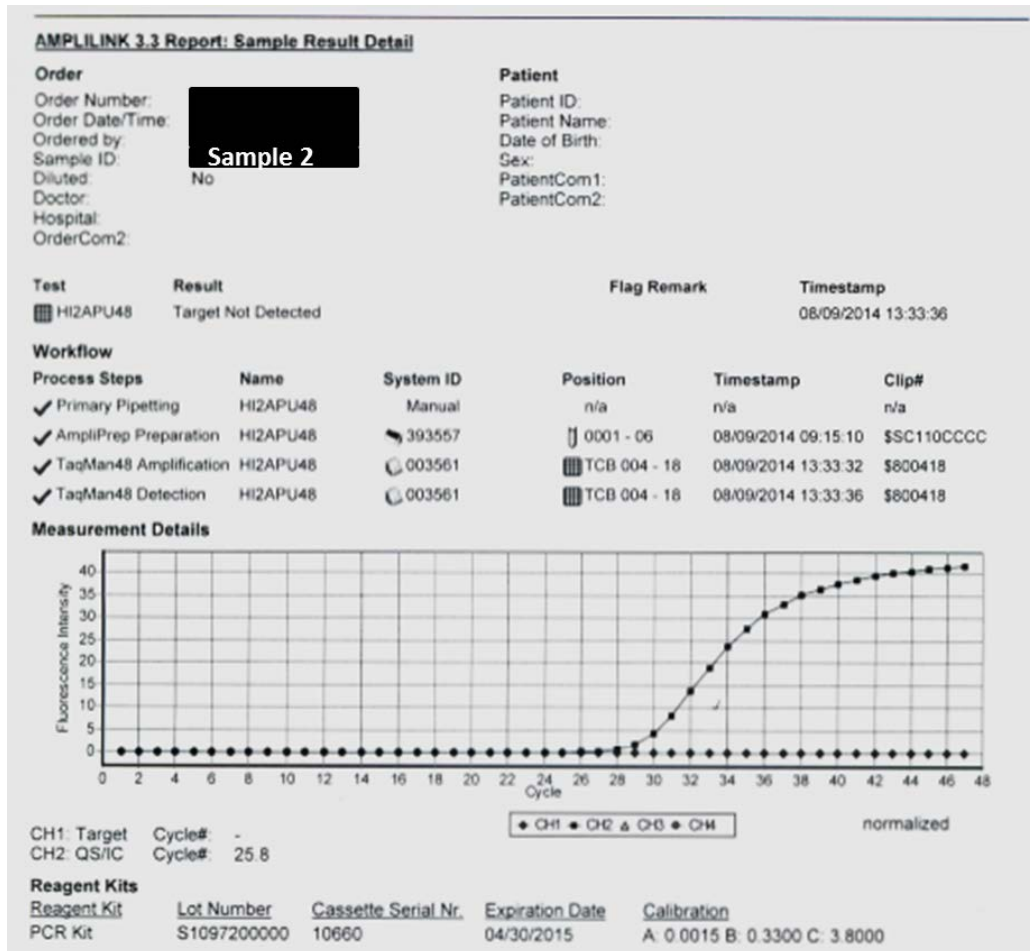 AMPLILINK 3.3 Report: Sample Result Detail
Order Patient
Order Number: Patient ID:
Order Date/Time: Patient Name:
Ordered by: Date of Birth:
Sample ID: Sample 2 Sex:
Diluted: No PatientCom1:
Doctor: PatientCom2:
Hospital:
OrderCom2:
Test Result Flag Remark Timestamp
HI2APU48 Target Not Detected 08/09/2014 13:33:36
Workflow
Process Steps Name System ID Position Timestamp Clip#
Primary Pipetting HI2APU48 Manual n/a n/a n/a
AmpliPrep Preparation HI2APU48 393557 0001 - 06 08/09/2014 09:15:10 $SC110CCCC
TaqMan48 Amplification HI2APU48 003561 TCB 004 - 18 08/09/2014 13:33:32 $800418
TaqMan48 Detection HI2APU48 003561 TCB 004 - 18 08/09/2014 13:33:36 $800418
Measurement Details
Fluorescence Intensity
40
35
30
25
20
15
10
5
0
0 2 4 6 8 10 12 14 16 18 20 22 24 26 28 30 32 34 36 38 40 42 44 46 48
Cycle
CH1 CH2 CH3 CH4 normalized
CH1: Target Cycle#: -
CH2: QS/IC Cycle#: 25.8
Reagent Kits
Reagent Kit Lot Number Cassette Serial Nr. Expiration Date Calibration
PCR Kit S1097200000 10660 04/30/2015 A: 0.0015 B: 0.3300 C: 3.8000